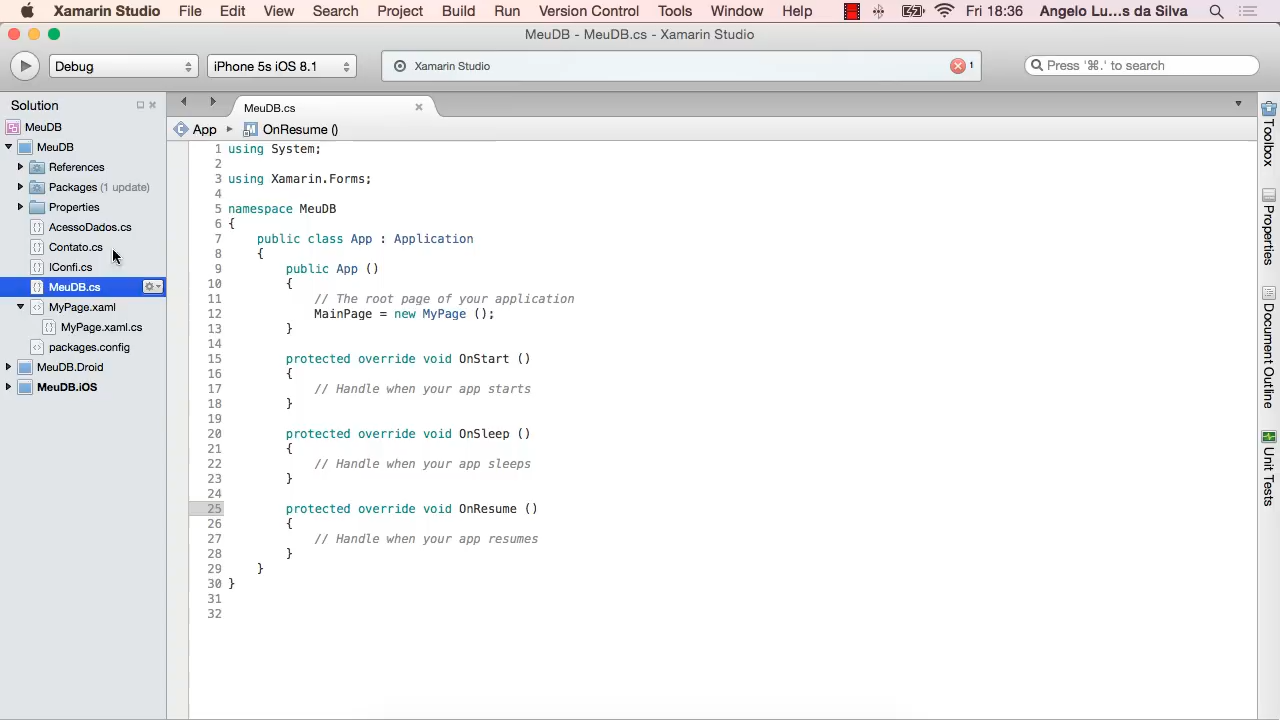 Xamarin Studio File Edit View Search Project Build Run Version Control Tools Window Help Fri 18:36 Angelo Lu…s da Silva
MeuDB - MeuDB.cs - Xamarin Studio
Debug iPhone 5s iOS 8.1 Xamarin Studio 1 Press '⌘.' to search
Solution
MeuDB
MeuDB
References
Packages (1 update)
Properties
AcessoDados.cs
Contato.cs
IConfi.cs
MeuDB.cs
MyPage.xaml
MyPage.xaml.cs
packages.config
MeuDB.Droid
MeuDB.iOS
MeuDB.cs
App OnResume ()
1 using System;
2
3 using Xamarin.Forms;
4
5 namespace MeuDB
6 {
7 public class App : Application
8 {
9 public App ()
10 {
11 // The root page of your application
12 MainPage = new MyPage ();
13 }
14
15 protected override void OnStart ()
16 {
17 // Handle when your app starts
18 }
19
20 protected override void OnSleep ()
21 {
22 // Handle when your app sleeps
23 }
24
25 protected override void OnResume ()
26 {
27 // Handle when your app resumes
28 }
29 }
30 }
31
32
Toolbox
Properties
Document Outline
Unit Tests